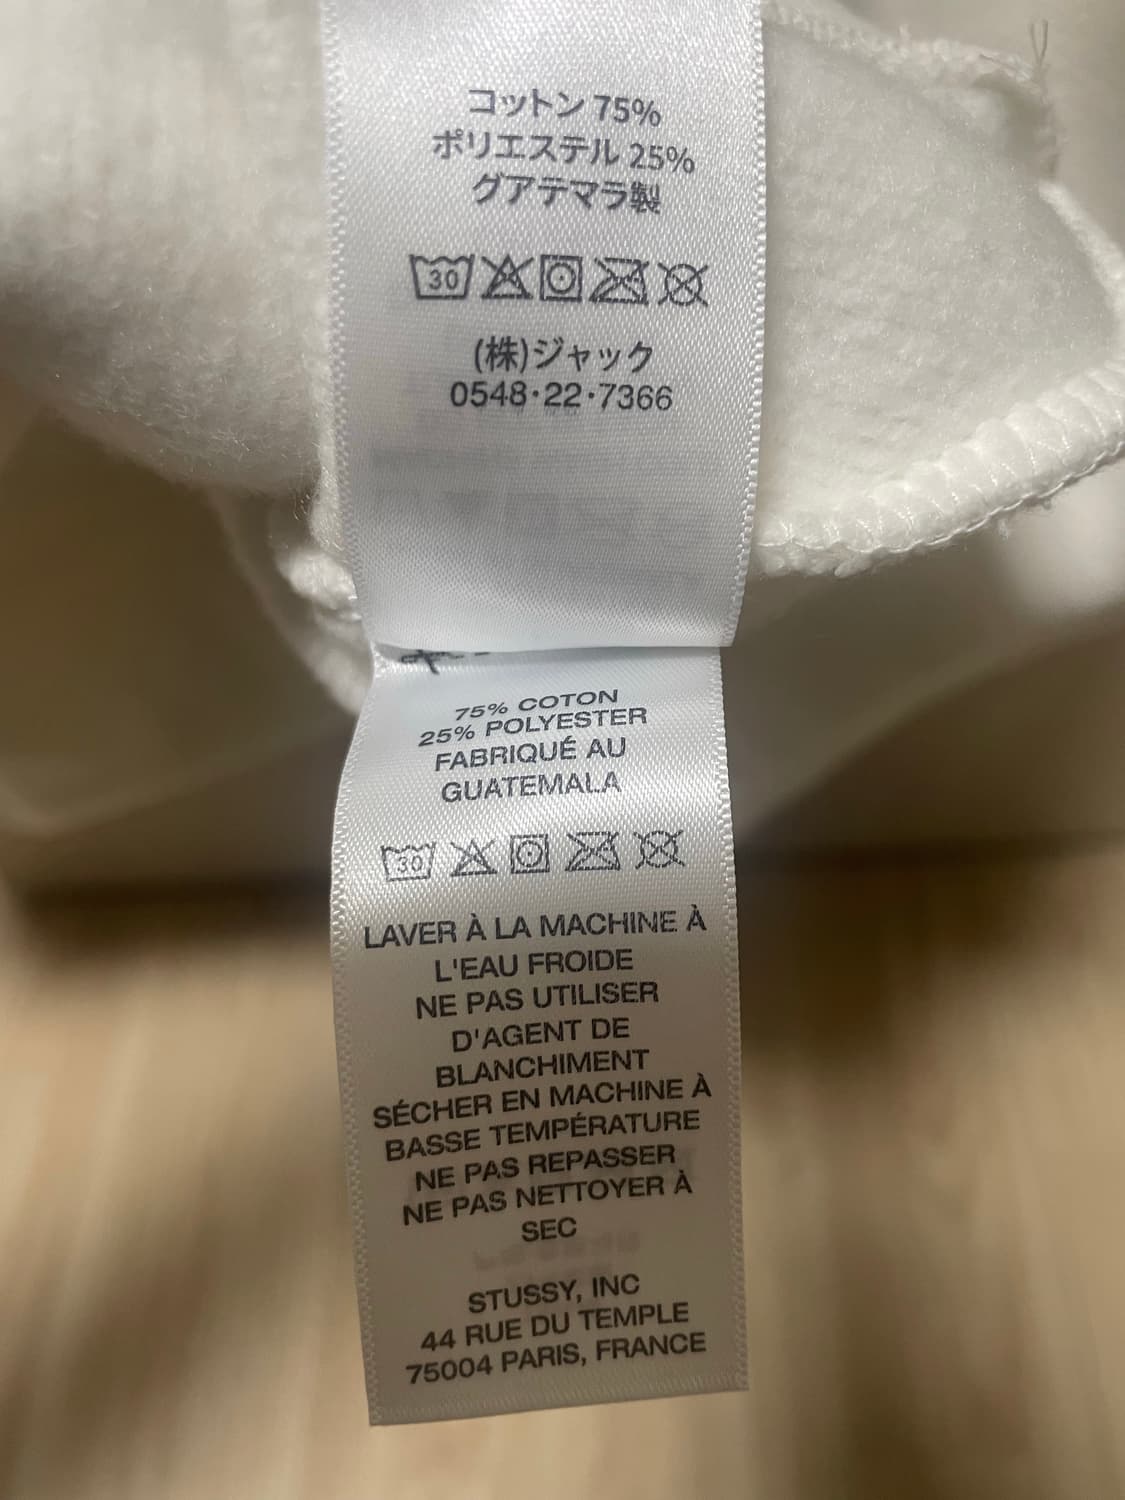 コットン 75%
ポリエステル 25%
グアテマラ製
30
(株)ジャック
0548·22·7366
75% COTON
25% POLYESTER
FABRIQUÉ AU
GUATEMALA
30
LAVER À LA MACHINE À
L'EAU FROIDE
NE PAS UTILISER
D'AGENT DE
BLANCHIMENT
SÉCHER EN MACHINE À
BASSE TEMPÉRATURE
NE PAS REPASSER
NE PAS NETTOYER À
SEC
STUSSY, INC
44 RUE DU TEMPLE
75004 PARIS, FRANCE